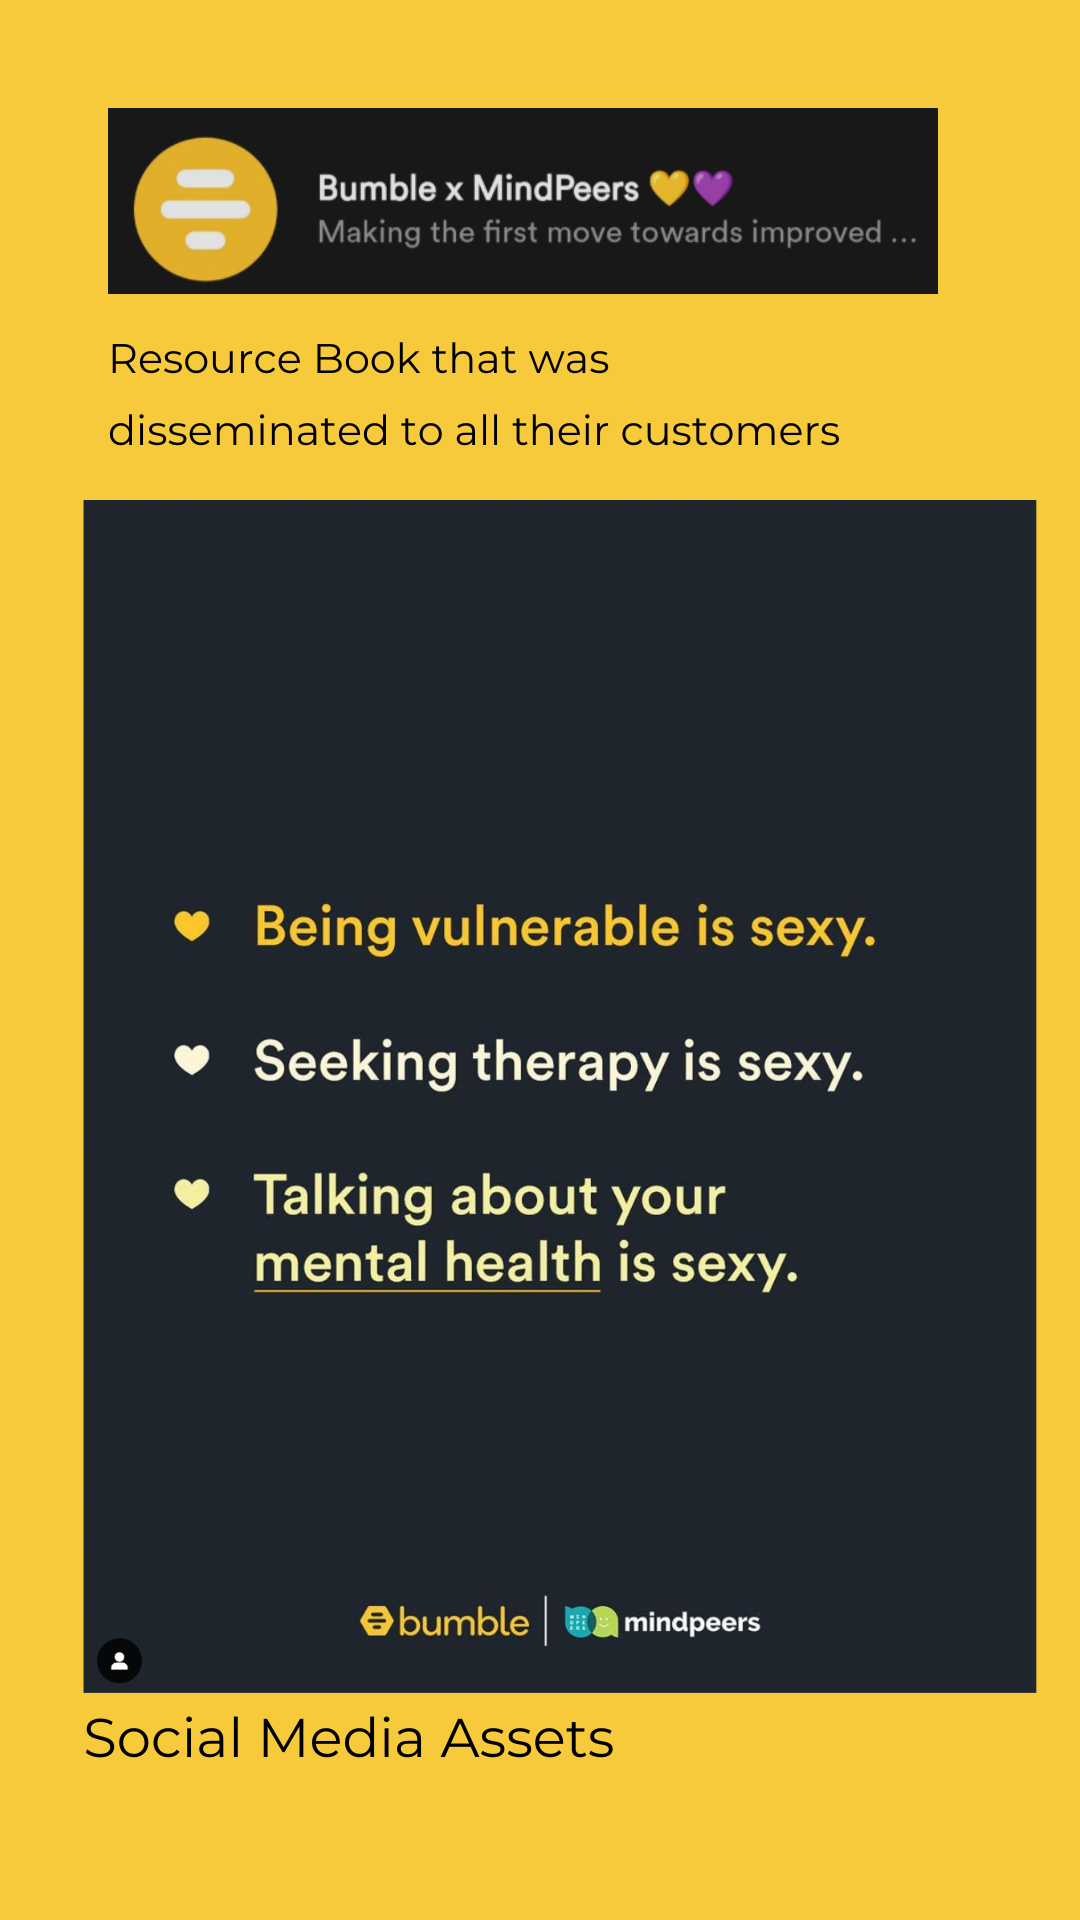 Bumble x MindPeers 💛💜
Making the first move towards improved ...
Resource Book that was
disseminated to all their customers
Being vulnerable is sexy.
Seeking therapy is sexy.
Talking about your
mental health is sexy.
bumble | mindpeers
Social Media Assets